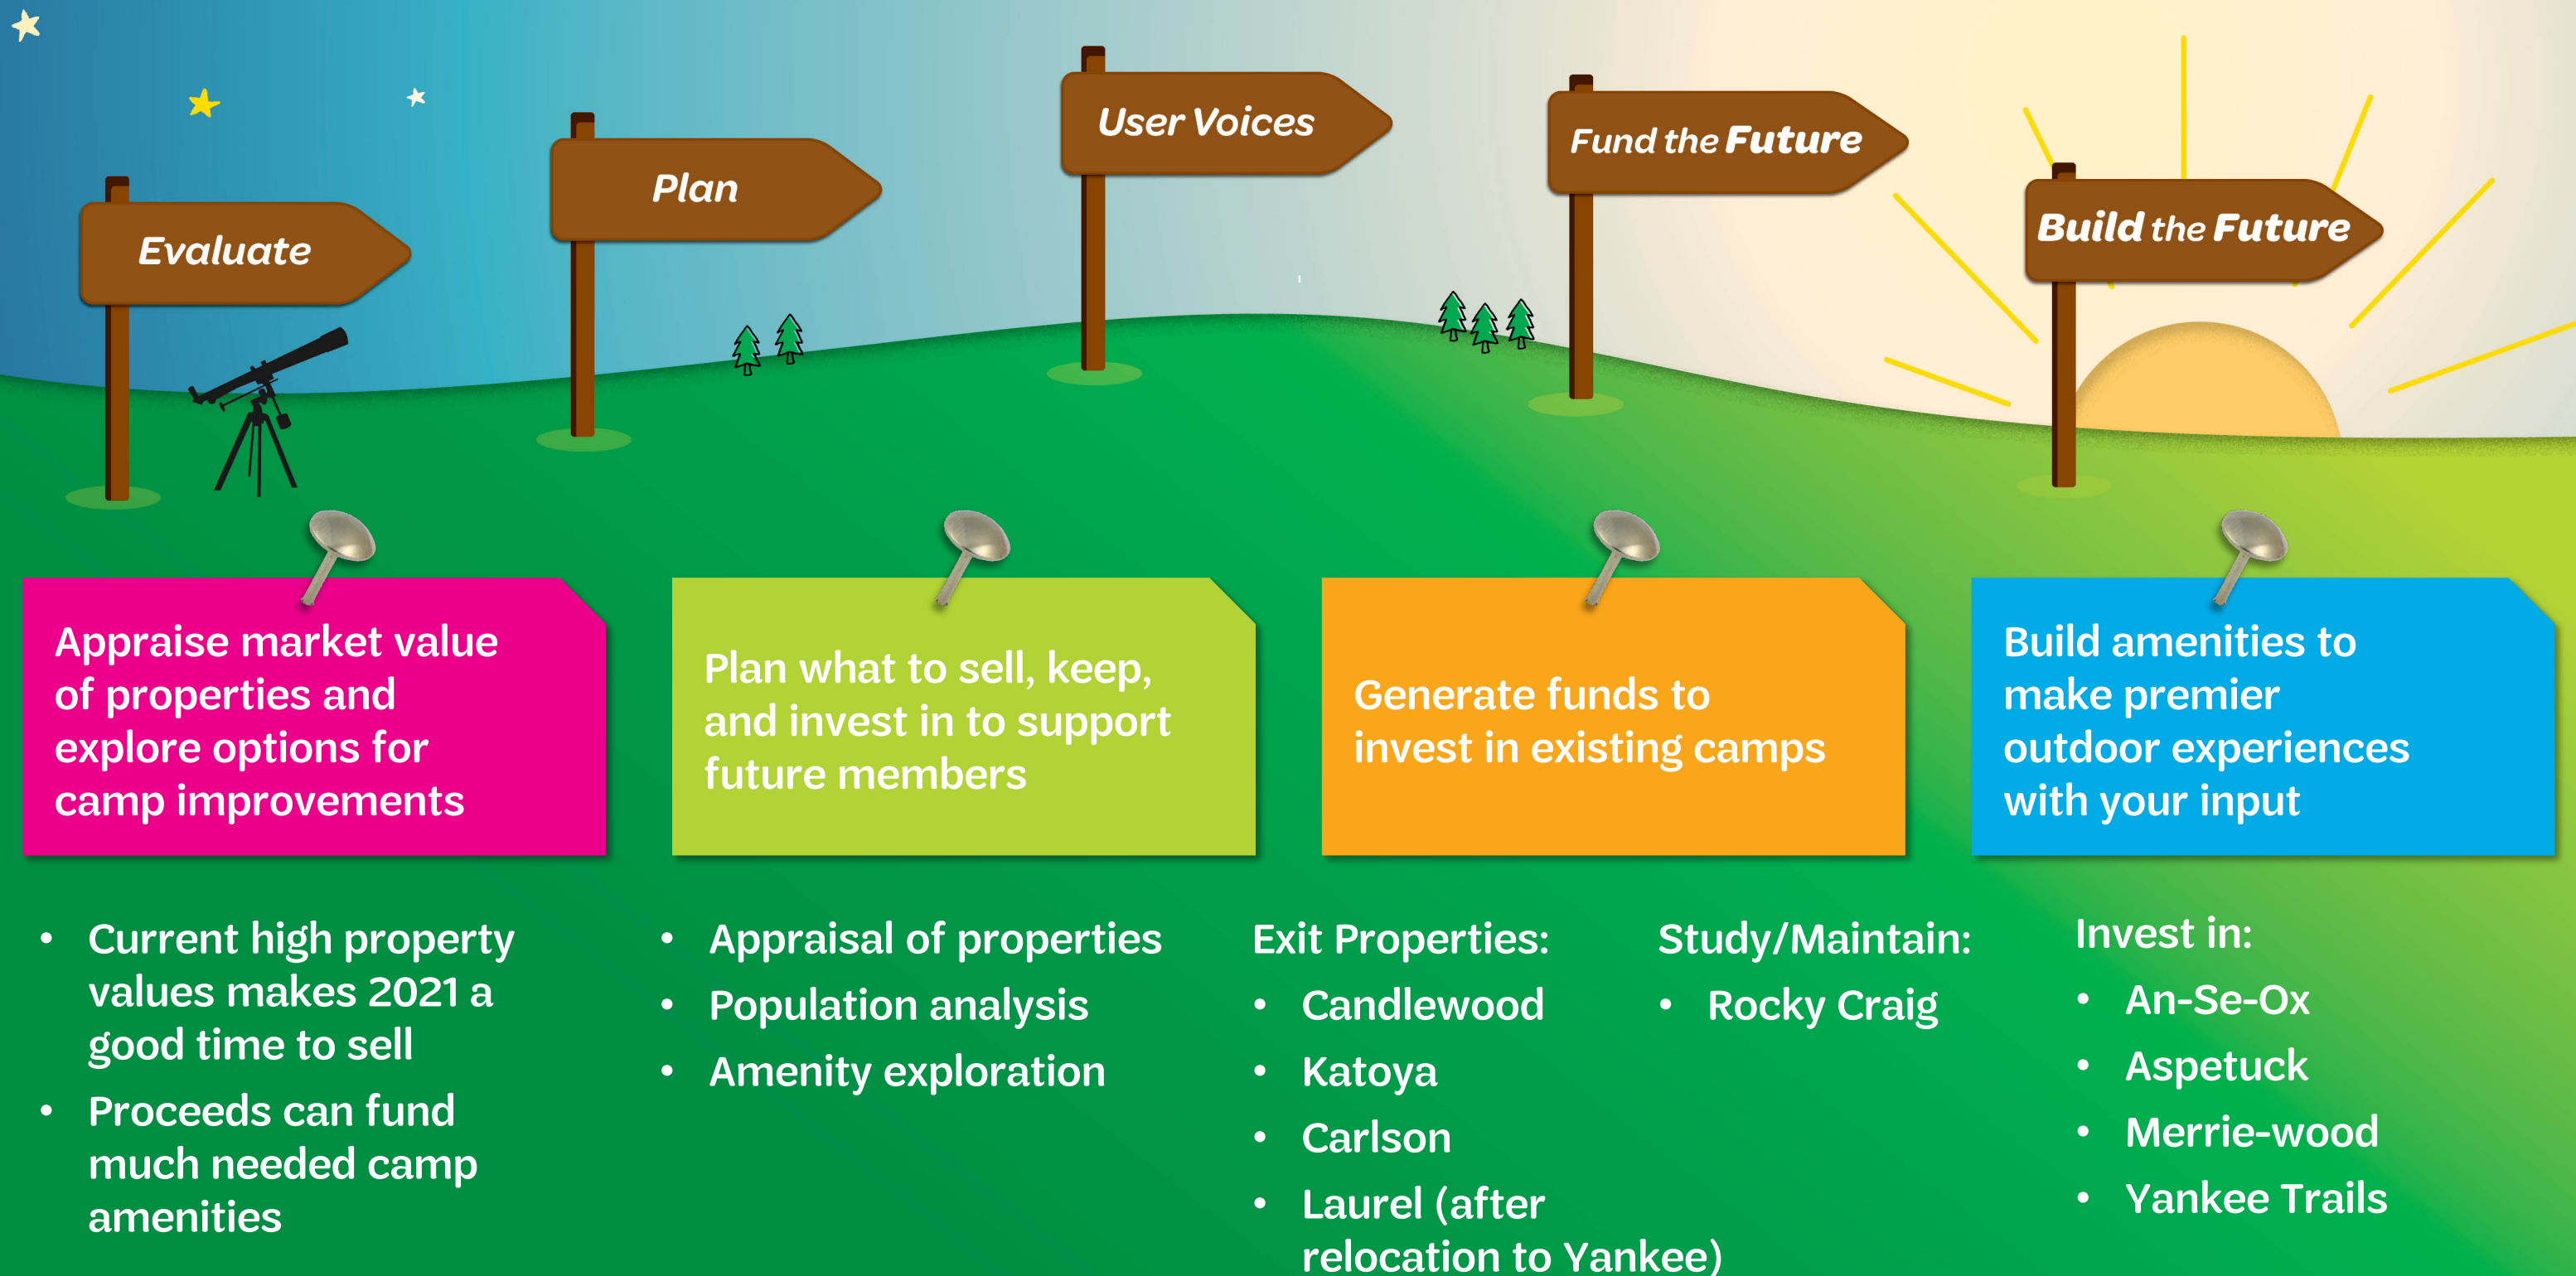 Evaluate
Plan
User Voices
Fund the Future
Build the Future
Appraise market value
of properties and
explore options for
camp improvements
Plan what to sell, keep,
and invest in to support
future members
Generate funds to
invest in existing camps
Build amenities to
make premier
outdoor experiences
with your input
• Current high property
values makes 2021 a
good time to sell
• Proceeds can fund
much needed camp
amenities
• Appraisal of properties
• Population analysis
• Amenity exploration
Exit Properties:
• Candlewood
• Katoya
• Carlson
• Laurel (after
relocation to Yankee)
Study/Maintain:
• Rocky Craig
Invest in:
• An-Se-Ox
• Aspetuck
• Merrie-wood
• Yankee Trails